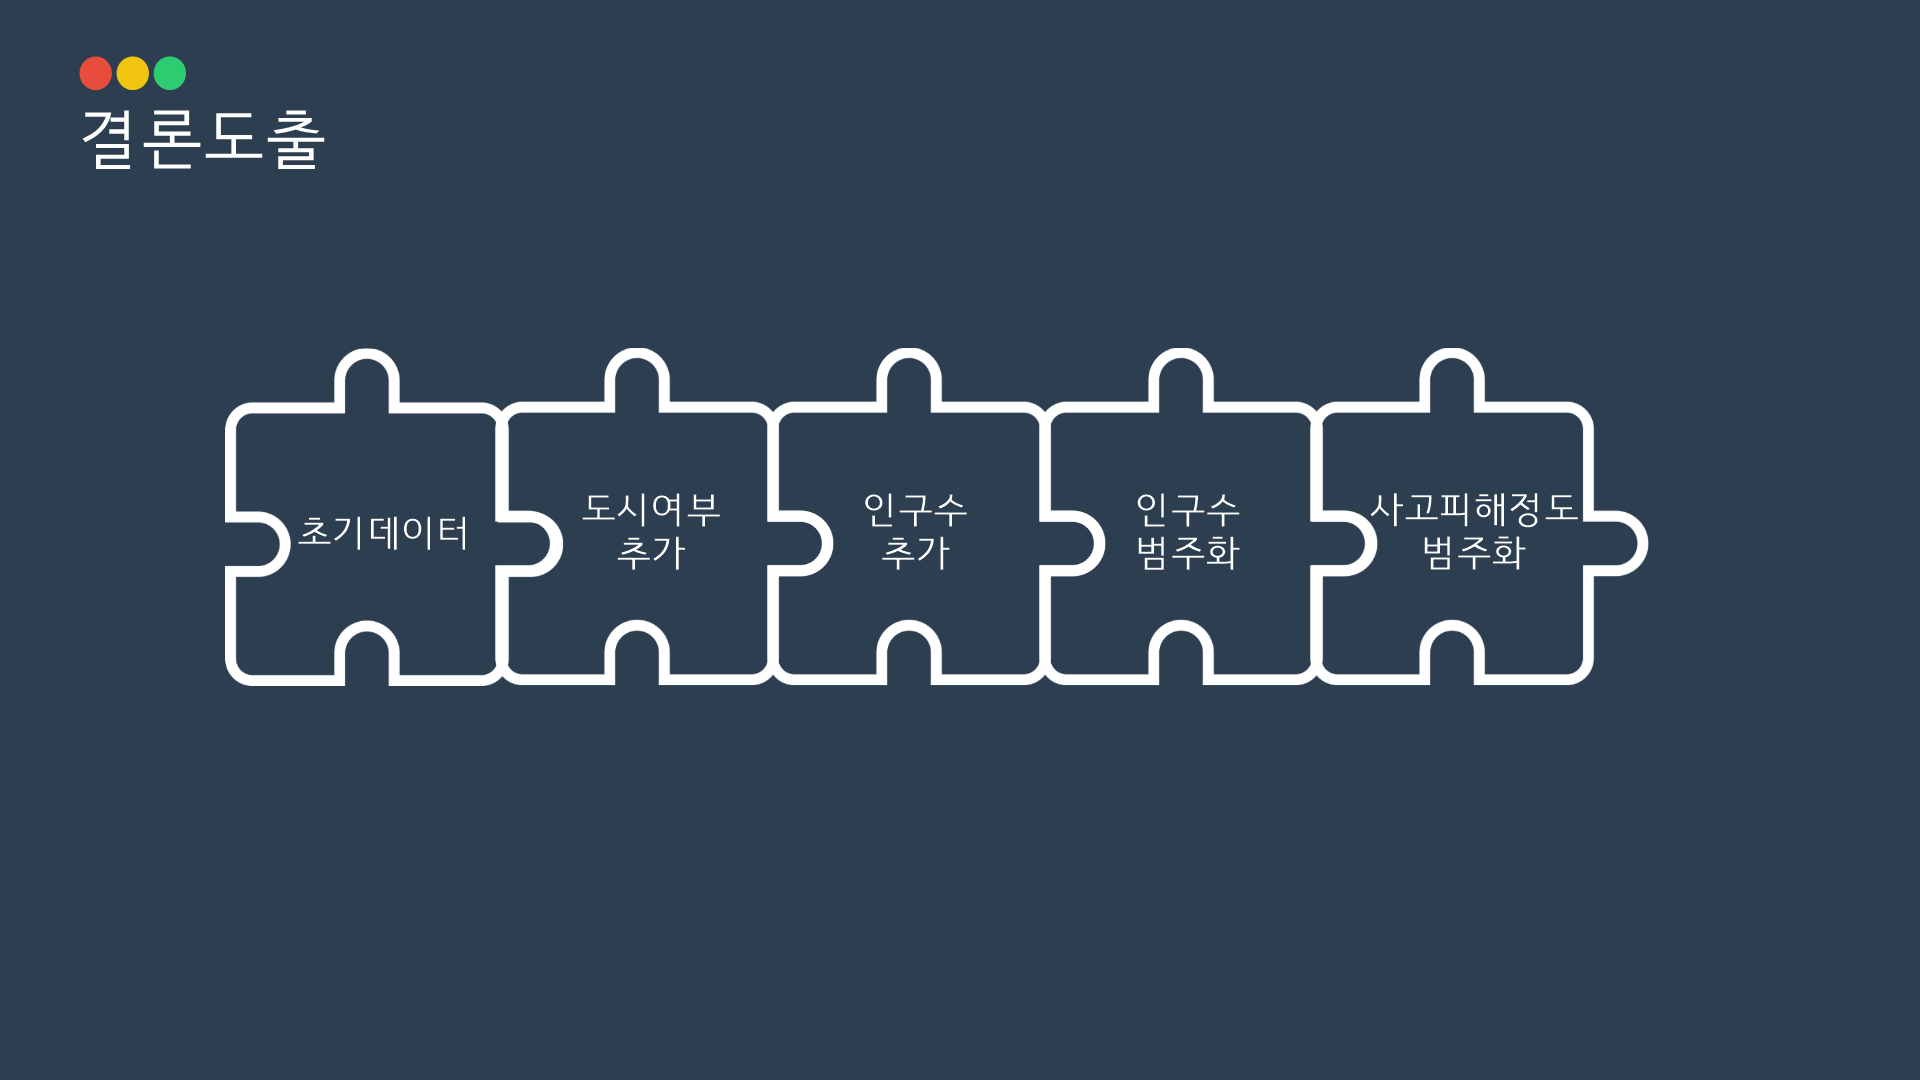 결론도출
초기데이터
도시여부
추가
인구수
추가
인구수
범주화
사고피해정도
범주화